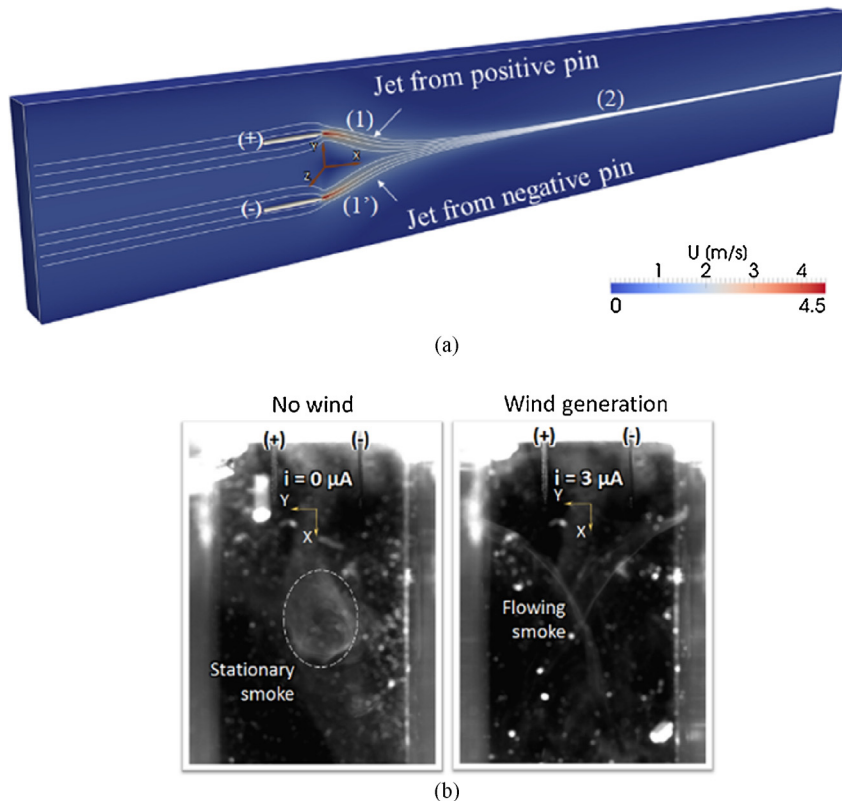 Jet from positive pin
(1)
(2)
(+)
Y
X
Z
(-)
(1')
Jet from negative pin
U (m/s)
1 2 3 4
0 4.5
(a)
No wind Wind generation
(+) (-) (+) (-)
i = 0 μA i = 3 μA
Y Y
X X
Flowing
smoke
Stationary
smoke
(b)